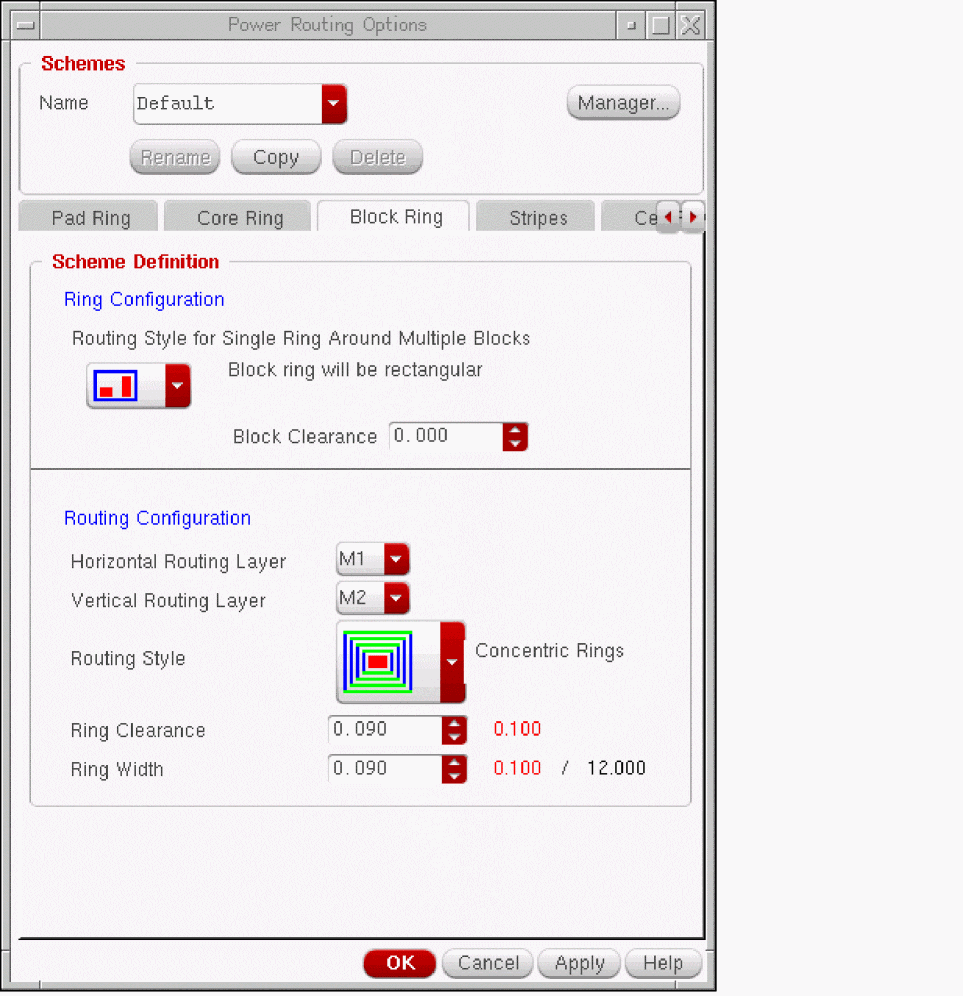 Power Routing Options
Schemes
Name Default Manager...
Rename Copy Delete
Pad Ring Core Ring Block Ring Stripes
Scheme Definition
Ring Configuration
Routing Style for Single Ring Around Multiple Blocks
Block ring will be rectangular
Block Clearance 0.000
Routing Configuration
Horizontal Routing Layer M1
Vertical Routing Layer M2
Routing Style Concentric Rings
Ring Clearance 0.090 0.100
Ring Width 0.090 0.100 / 12.000
OK Cancel Apply Help